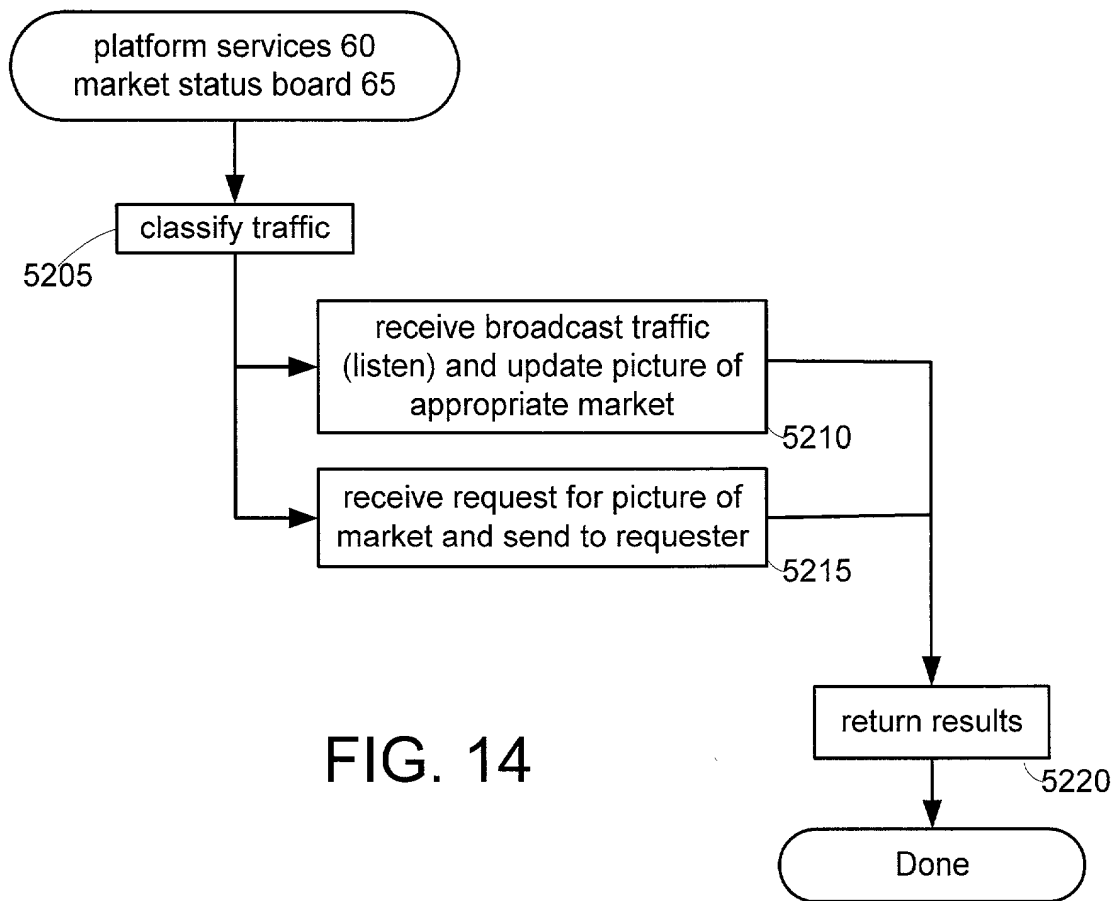 platform services 60
market status board 65
classify traffic
5205
receive broadcast traffic
(listen) and update picture of
appropriate market
5210
receive request for picture of
market and send to requester
5215
return results
5220
FIG. 14
Done